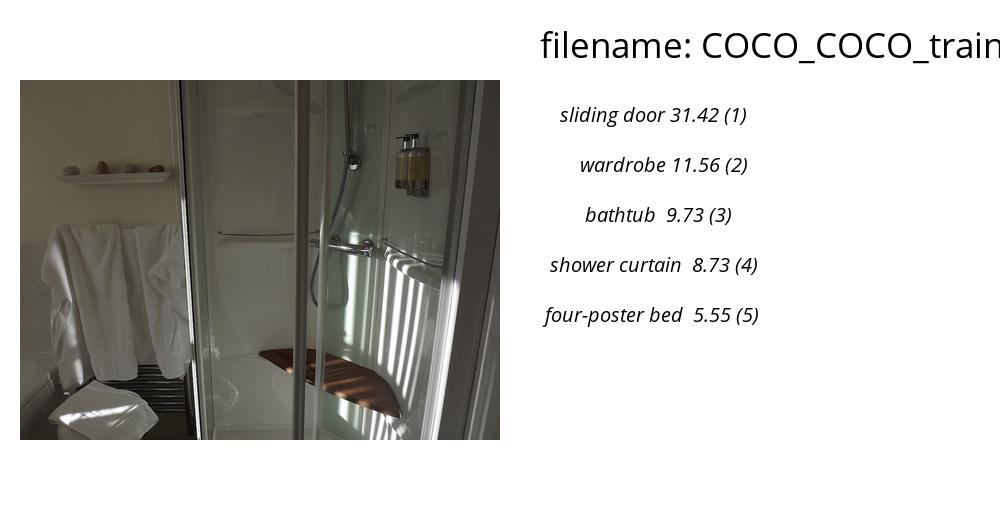 filename: COCO_COCO_train
sliding door 31.42 (1)
wardrobe 11.56 (2)
bathtub 9.73 (3)
shower curtain 8.73 (4)
four-poster bed 5.55 (5)